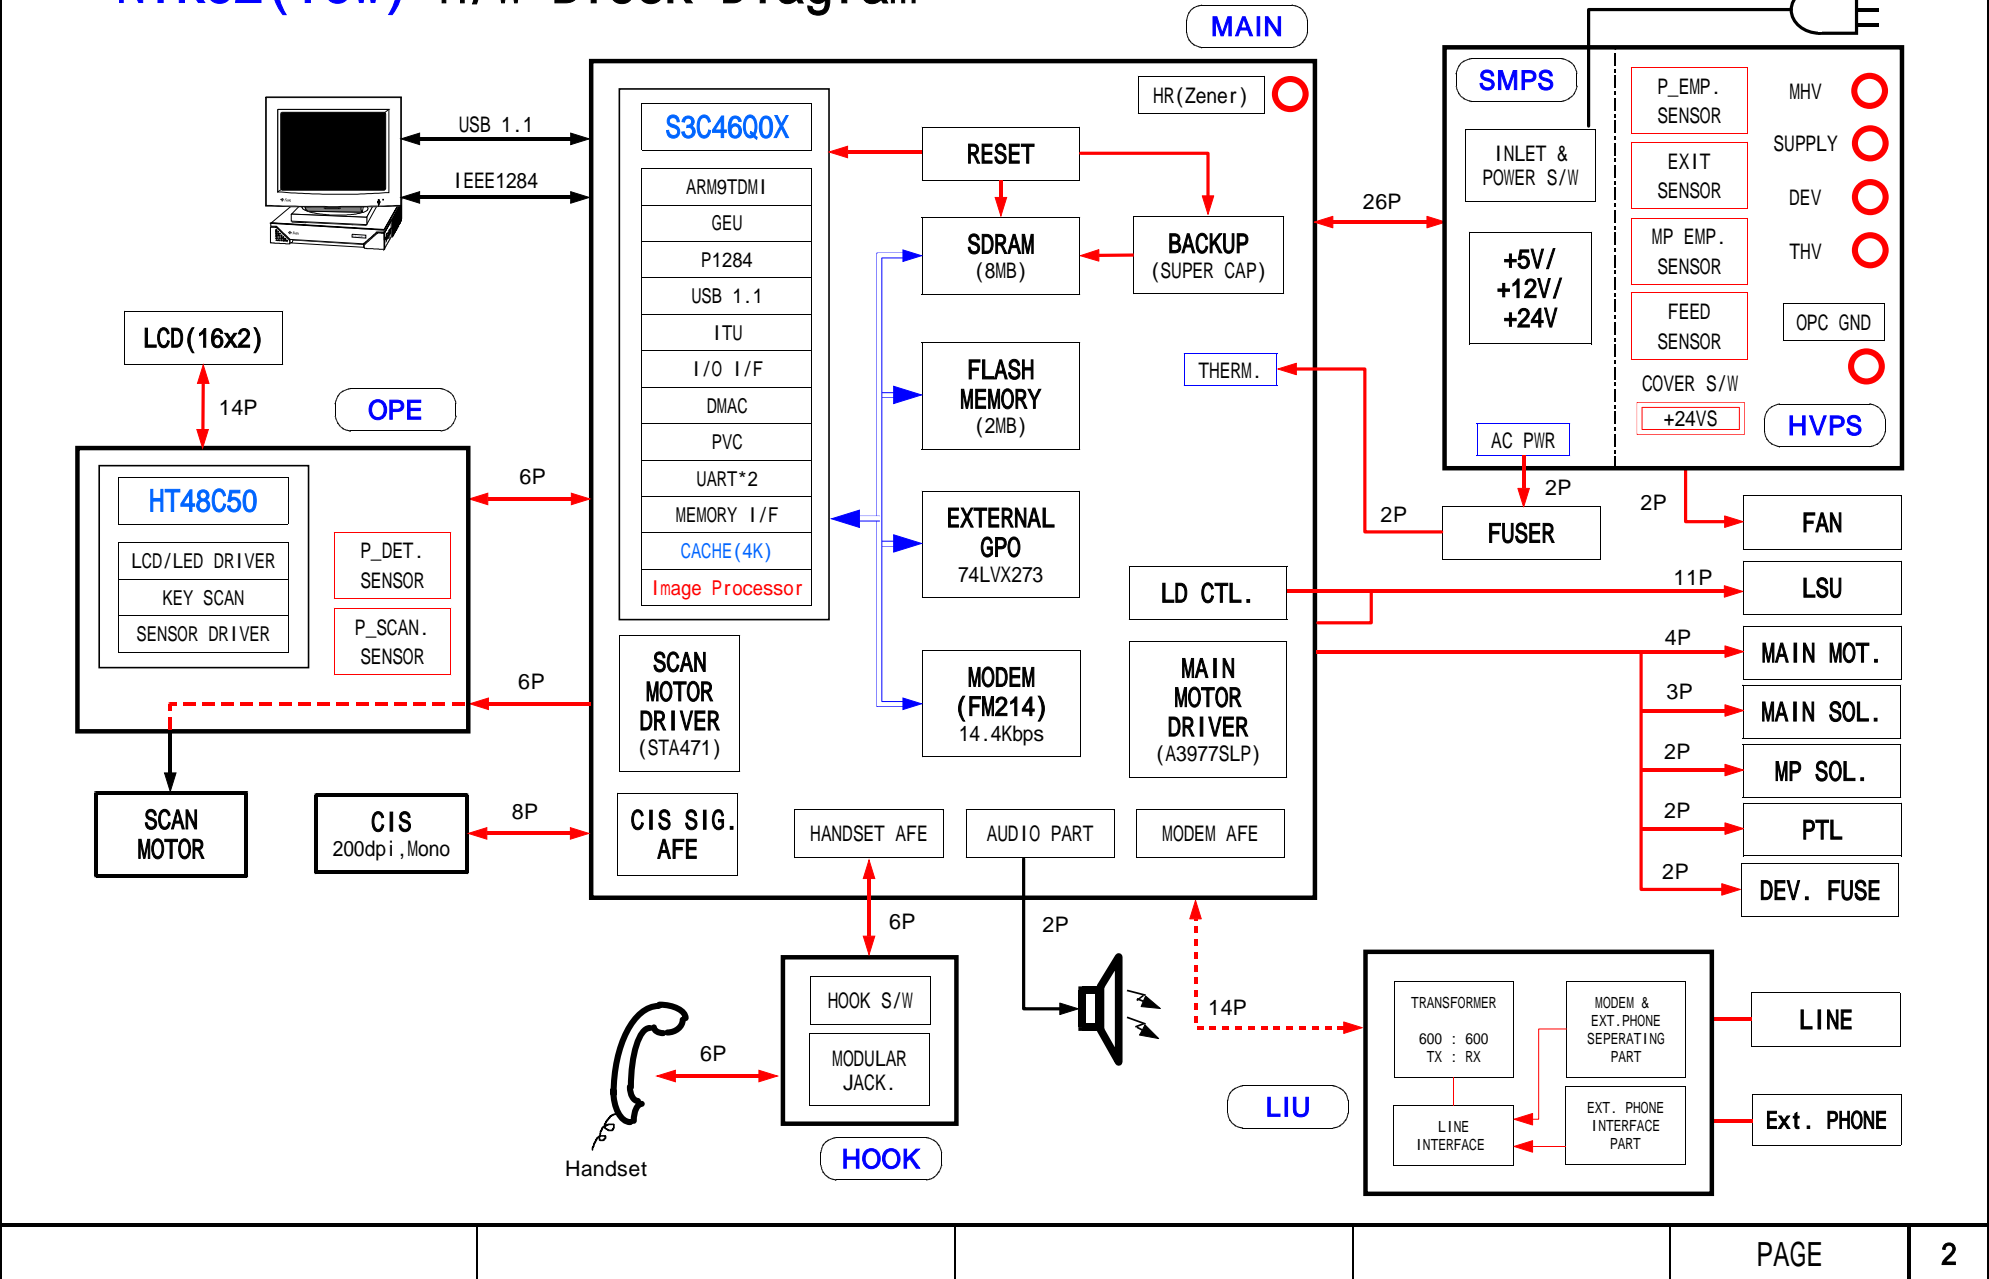 Block Diagram
MAIN
HR(Zener)
S3C46Q0X
ARM9TDMI
GEU
P1284
USB 1.1
ITU
I/O I/F
DMAC
PVC
UART*2
MEMORY I/F
CACHE(4K)
Image Processor
RESET
SDRAM
(8MB)
BACKUP
(SUPER CAP)
FLASH
MEMORY
(2MB)
THERM.
EXTERNAL
GPO
74LVX273
LD CTL.
MODEM
(FM214)
14.4Kbps
MAIN
MOTOR
DRIVER
(A3977SLP)
SCAN
MOTOR
DRIVER
(STA471)
CIS SIG.
AFE
HANDSET AFE
AUDIO PART
MODEM AFE
USB 1.1
IEEE1284
LCD(16x2)
14P
OPE
HT48C50
LCD/LED DRIVER
KEY SCAN
SENSOR DRIVER
P_DET.
SENSOR
P_SCAN.
SENSOR
6P
6P
SCAN
MOTOR
CIS
200dpi,Mono
8P
6P
2P
HOOK S/W
MODULAR
JACK.
HOOK
6P
Handset
26P
SMPS
INLET &
POWER S/W
+5V/
+12V/
+24V
AC PWR
P_EMP.
SENSOR
EXIT
SENSOR
MP EMP.
SENSOR
FEED
SENSOR
COVER S/W
+24VS
MHV
SUPPLY
DEV
THV
OPC GND
HVPS
2P
2P
2P
FUSER
FAN
11P
LSU
4P
MAIN MOT.
3P
MAIN SOL.
2P
MP SOL.
2P
PTL
2P
DEV. FUSE
14P
LIU
TRANSFORMER
600 : 600
TX : RX
LINE
INTERFACE
MODEM &
EXT.PHONE
SEPERATING
PART
EXT. PHONE
INTERFACE
PART
LINE
Ext. PHONE
PAGE
2